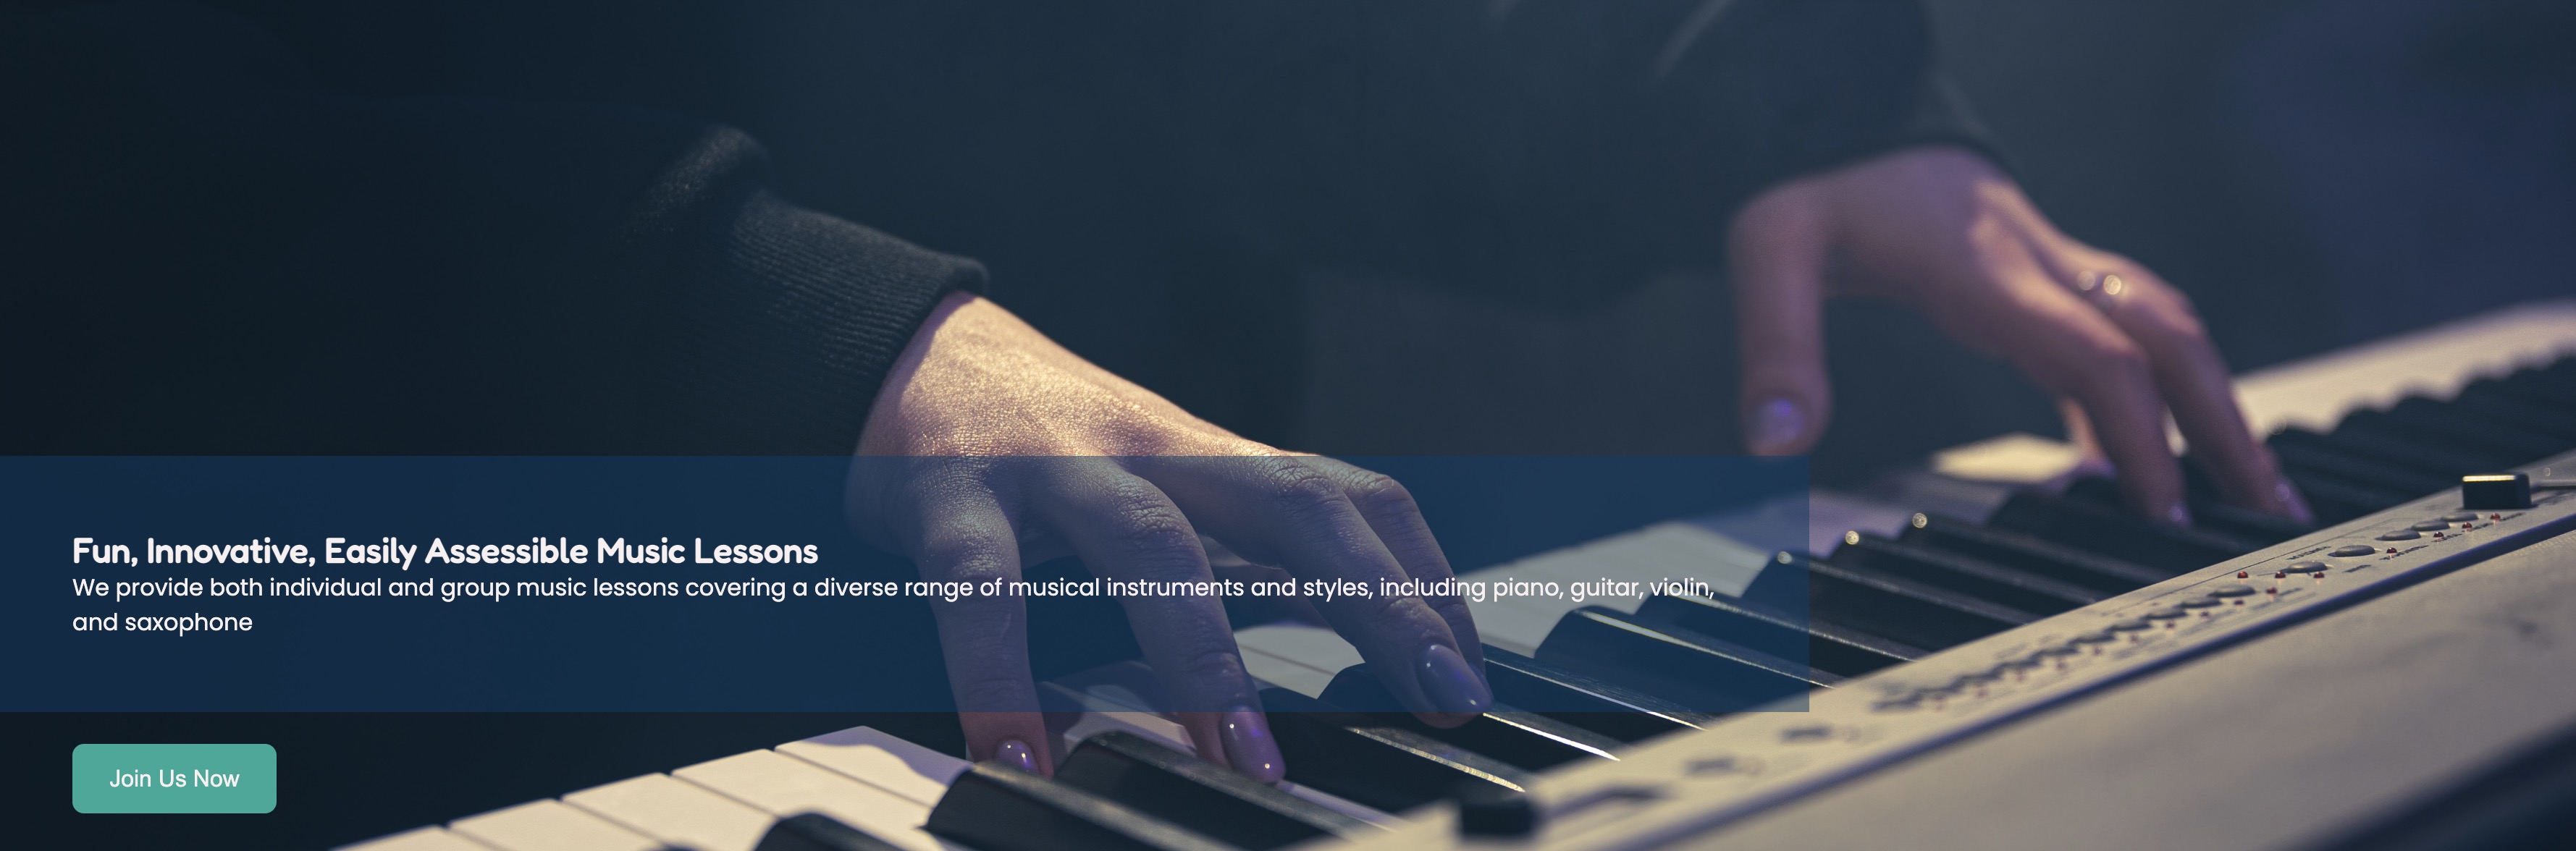 Fun, Innovative, Easily Assessible Music Lessons
We provide both individual and group music lessons covering a diverse range of musical instruments and styles, including piano, guitar, violin,
and saxophone
Join Us Now